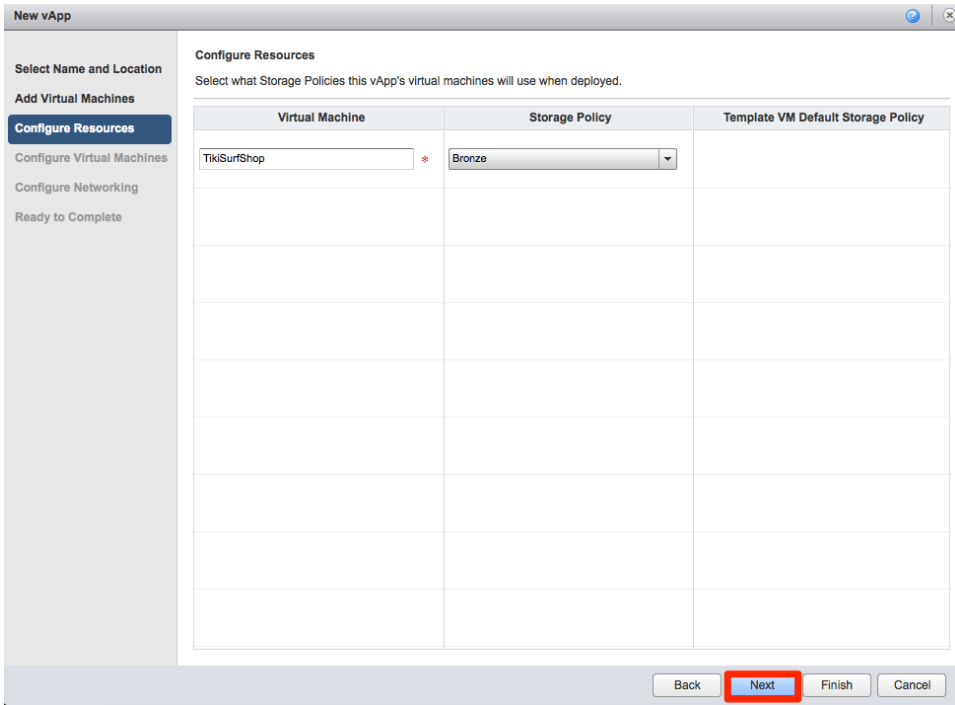 New vApp
Select Name and Location
Add Virtual Machines
Configure Resources
Configure Virtual Machines
Configure Networking
Ready to Complete
Configure Resources
Select what Storage Policies this vApp's virtual machines will use when deployed.
Virtual Machine Storage Policy Template VM Default Storage Policy
TikiSurfShop * Bronze
Back Next Finish Cancel